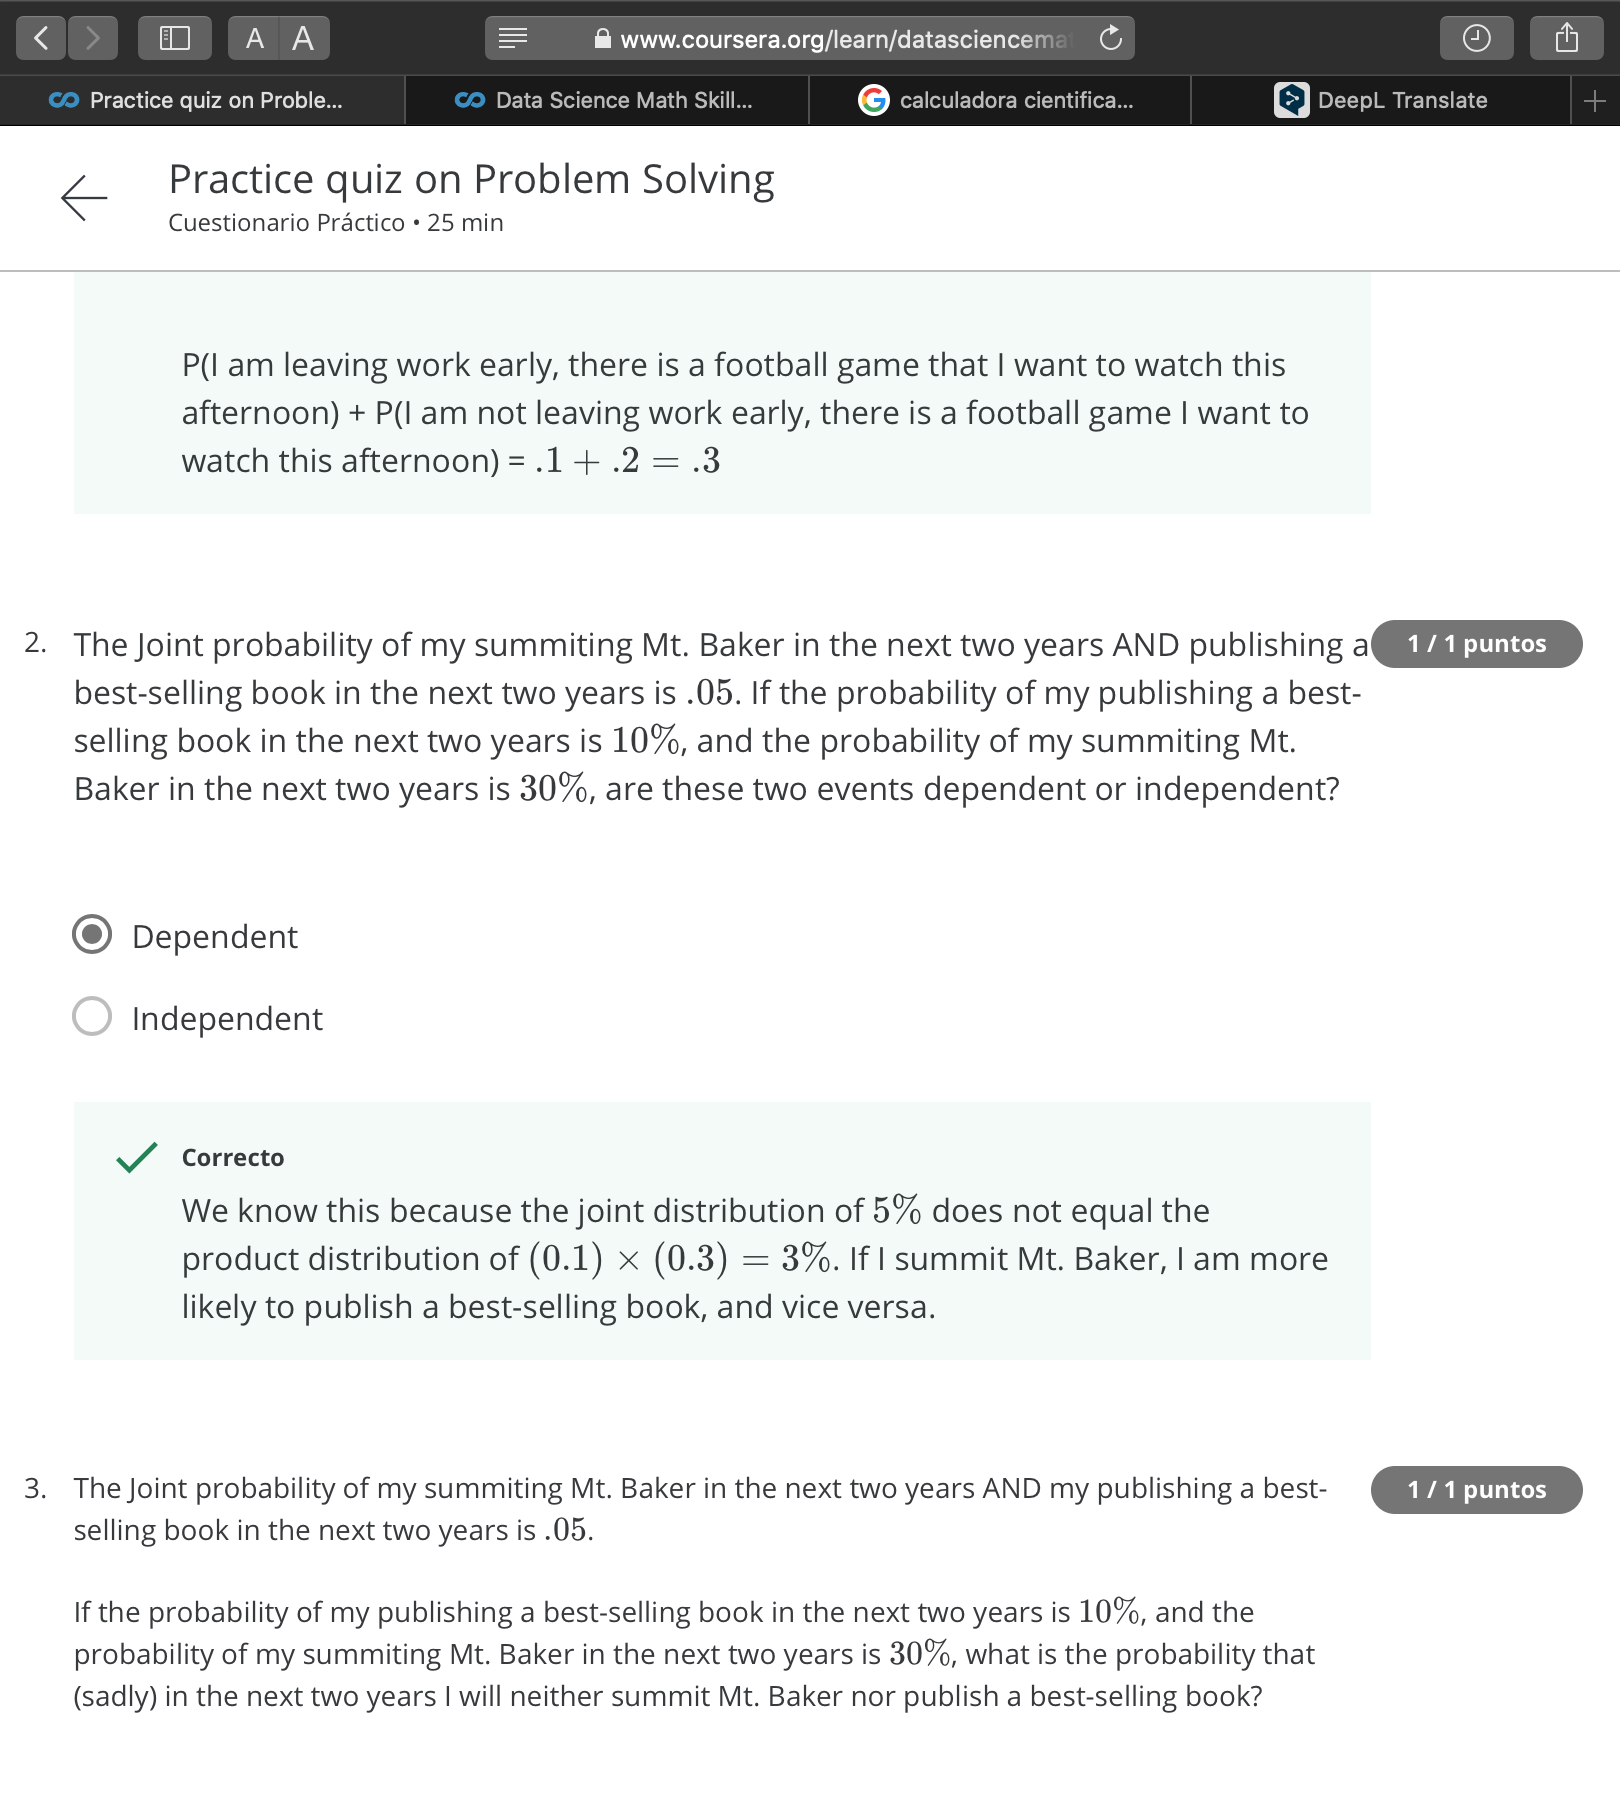 A A
www.coursera.org/learn/datasciencema
Practice quiz on Proble...
Data Science Math Skill...
calculadora cientifica...
DeepL Translate
Practice quiz on Problem Solving
Cuestionario Práctico • 25 min
P(I am leaving work early, there is a football game that I want to watch this
afternoon) + P(I am not leaving work early, there is a football game I want to
watch this afternoon) = .1 + .2 = .3
2. The Joint probability of my summiting Mt. Baker in the next two years AND publishing a 1 / 1 puntos
best-selling book in the next two years is .05. If the probability of my publishing a best-
selling book in the next two years is 10%, and the probability of my summiting Mt.
Baker in the next two years is 30%, are these two events dependent or independent?
Dependent
Independent
Correcto
We know this because the joint distribution of 5% does not equal the
product distribution of (0.1) × (0.3) = 3%. If I summit Mt. Baker, I am more
likely to publish a best-selling book, and vice versa.
3. The Joint probability of my summiting Mt. Baker in the next two years AND my publishing a best- 1 / 1 puntos
selling book in the next two years is .05.
If the probability of my publishing a best-selling book in the next two years is 10%, and the
probability of my summiting Mt. Baker in the next two years is 30%, what is the probability that
(sadly) in the next two years I will neither summit Mt. Baker nor publish a best-selling book?